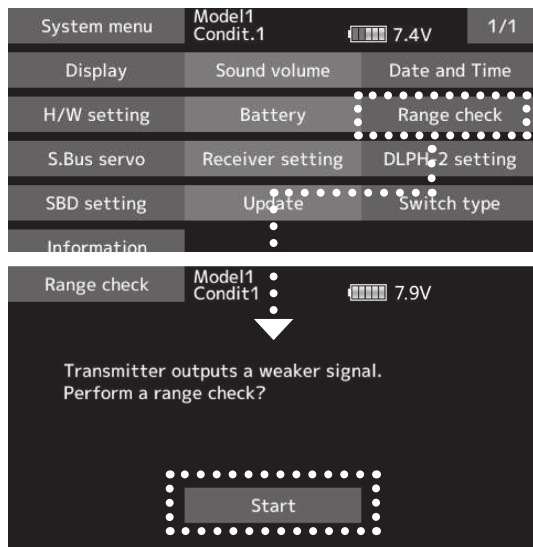 System menu Model1 1/1
Condit.1 7.4V
Display Sound volume Date and Time
H/W setting Battery Range check
S.Bus servo Receiver setting DLPH-2 setting
SBD setting Update Switch type
Information
Range check Model1
Condit1 7.9V
Transmitter outputs a weaker signal.
Perform a range check?
Start